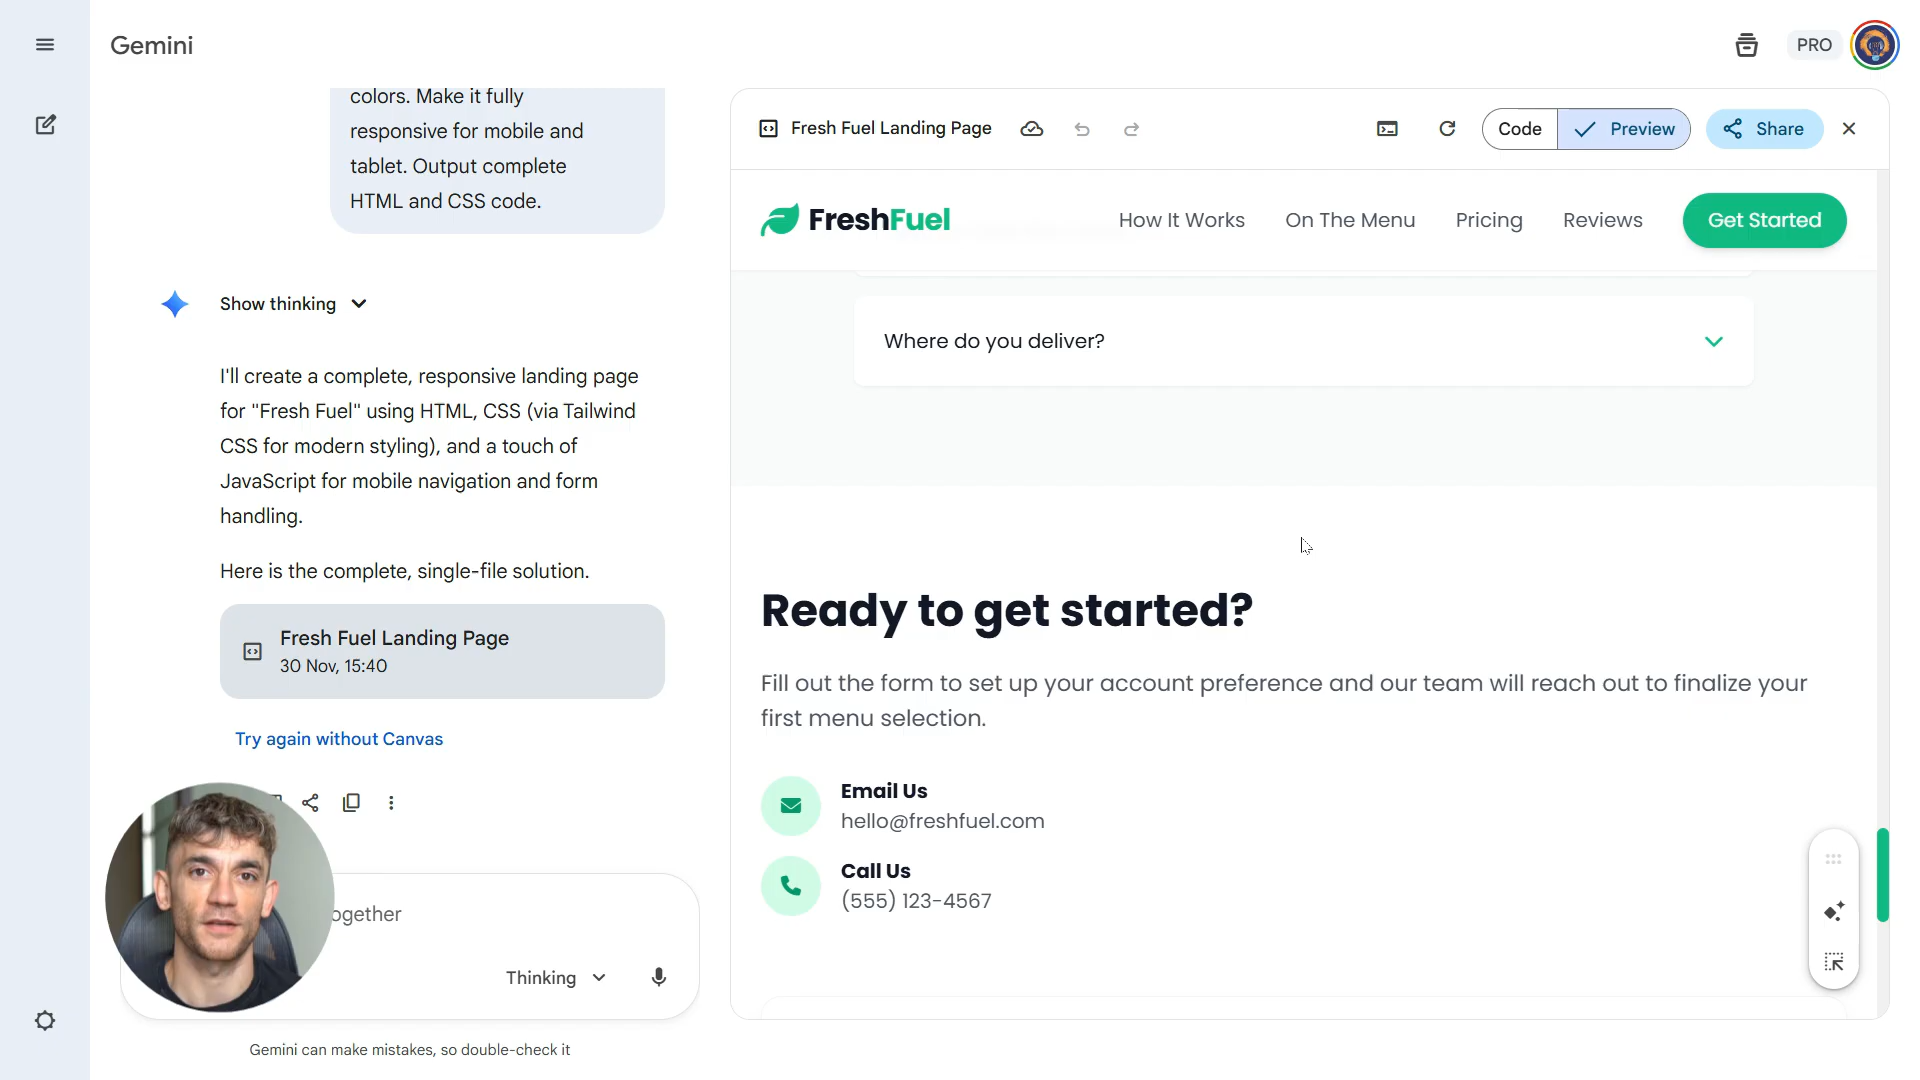 Gemini
PRO
colors. Make it fully
responsive for mobile and
tablet. Output complete
HTML and CSS code.
Show thinking
I'll create a complete, responsive landing page
for "Fresh Fuel" using HTML, CSS (via Tailwind
CSS for modern styling), and a touch of
JavaScript for mobile navigation and form
handling.
Here is the complete, single-file solution.
Fresh Fuel Landing Page
30 Nov, 15:40
Try again without Canvas
ogether
Thinking
Gemini can make mistakes, so double-check it
Fresh Fuel Landing Page
Code
Preview
Share
FreshFuel
How It Works
On The Menu
Pricing
Reviews
Get Started
Where do you deliver?
Ready to get started?
Fill out the form to set up your account preference and our team will reach out to finalize your
first menu selection.
Email Us
hello@freshfuel.com
Call Us
(555) 123-4567